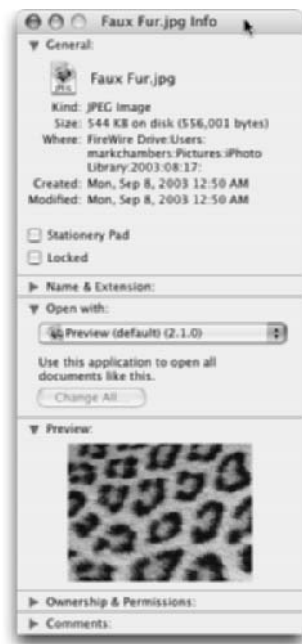 Faux Fur.jpg Info
General:
JPEG
Faux Fur.jpg
Kind: JPEG Image
Size: 544 KB on disk (556,001 bytes)
Where: FireWire Drive:Users:
markchambers:Pictures:iPhoto
Library:2003:08:17:
Created: Mon, Sep 8, 2003 12:50 AM
Modified: Mon, Sep 8, 2003 12:50 AM
Stationery Pad
Locked
Name & Extension:
Open with:
Preview (default) (2.1.0)
Use this application to open all
documents like this.
Change All...
Preview:
Ownership & Permissions:
Comments: